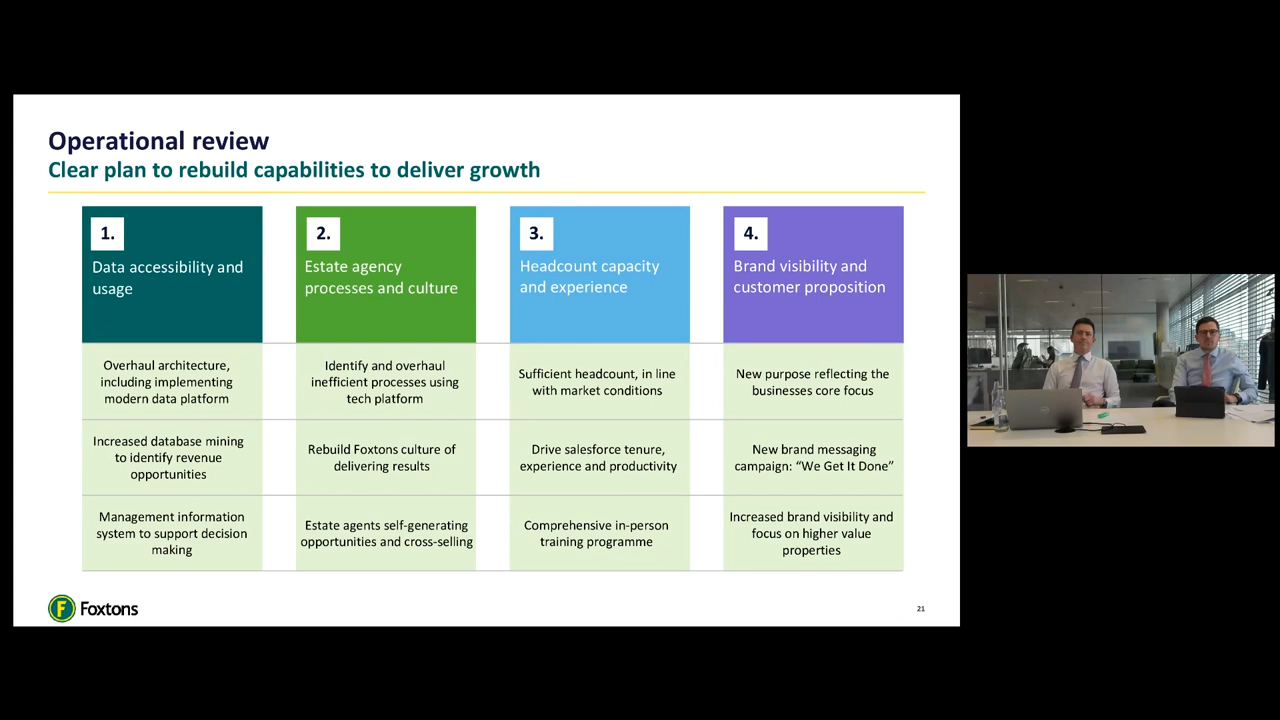 Operational review
Clear plan to rebuild capabilities to deliver growth
1.
Data accessibility and
usage
2.
Estate agency
processes and culture
3.
Headcount capacity
and experience
4.
Brand visibility and
customer proposition
Overhaul architecture,
including implementing
modern data platform
Identify and overhaul
inefficient processes using
tech platform
Sufficient headcount, in line
with market conditions
New purpose reflecting the
businesses core focus
Increased database mining
to identify revenue
opportunities
Rebuild Foxtons culture of
delivering results
Drive salesforce tenure,
experience and productivity
New brand messaging
campaign: “We Get It Done”
Management information
system to support decision
making
Estate agents self-generating
opportunities and cross-selling
Comprehensive in-person
training programme
Increased brand visibility and
focus on higher value
properties
F Foxtons
21